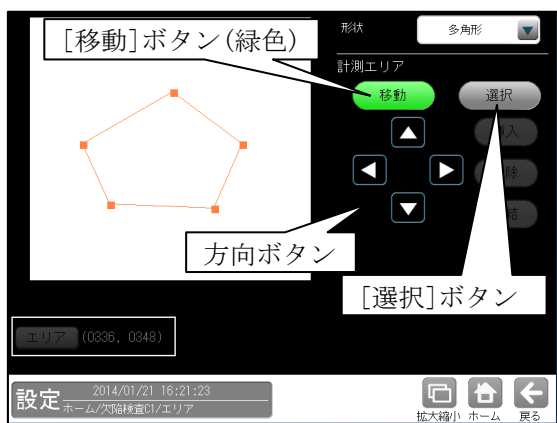 [移動]ボタン(緑色)
形状
多角形
計測エリア
移動
選択
入
除
結
方向ボタン
[選択]ボタン
エリア (0336, 0348)
設定
2014/01/21 16:21:23
ホーム/欠陥検査C1/エリア
拡大縮小
ホーム
戻る